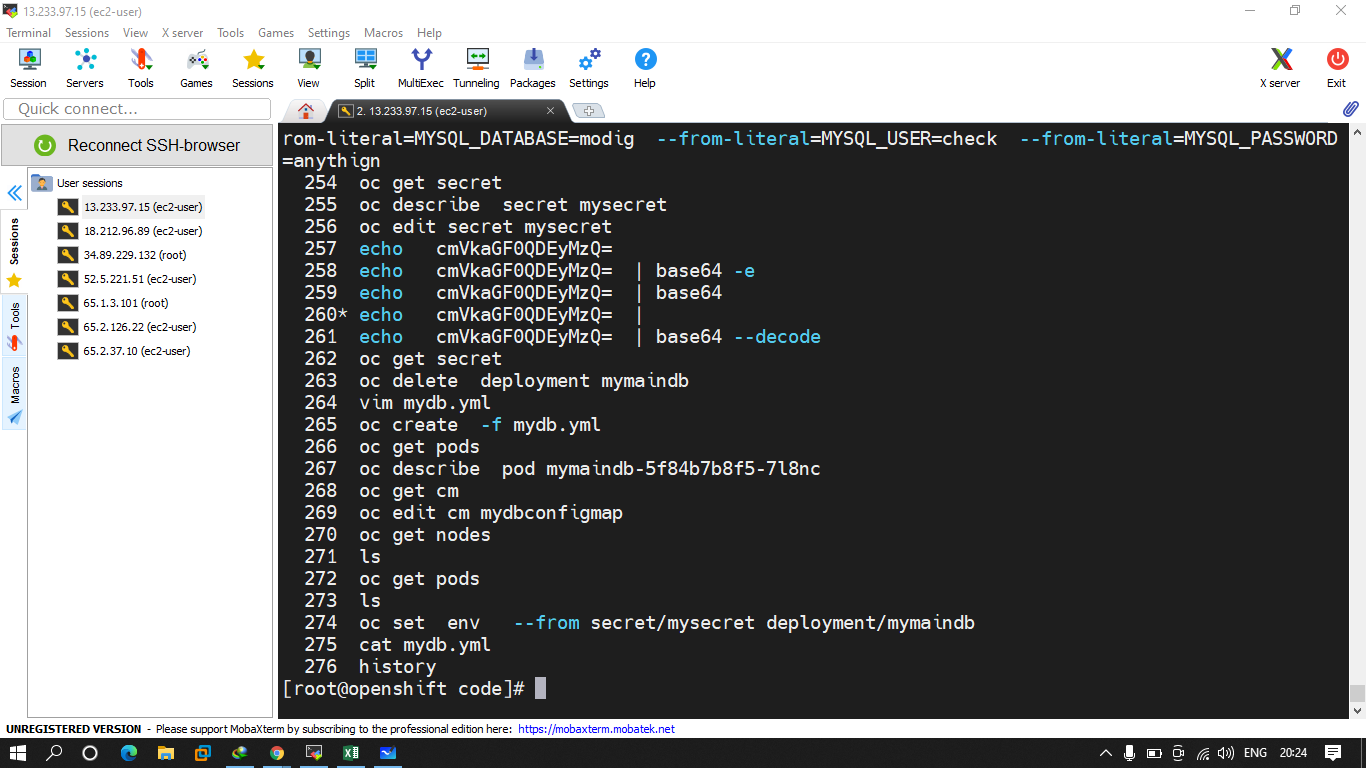 13.233.97.15 (ec2-user)
Terminal Sessions View X server Tools Games Settings Macros Help
Session Servers Tools Games Sessions View Split MultiExec Tunneling Packages Settings Help X server Exit
Quick connect...
2. 13.233.97.15 (ec2-user)
Reconnect SSH-browser
User sessions
13.233.97.15 (ec2-user)
18.212.96.89 (ec2-user)
34.89.229.132 (root)
52.5.221.51 (ec2-user)
65.1.3.101 (root)
65.2.126.22 (ec2-user)
65.2.37.10 (ec2-user)
Sessions
Tools
Macros
rom-literal=MYSQL_DATABASE=modig  --from-literal=MYSQL_USER=check  --from-literal=MYSQL_PASSWORD
=anythign
254  oc get secret
255  oc describe  secret mysecret
256  oc edit secret mysecret
257  echo   cmVkaGF0QDEyMzQ=
258  echo   cmVkaGF0QDEyMzQ=  | base64 -e
259  echo   cmVkaGF0QDEyMzQ=  | base64
260* echo   cmVkaGF0QDEyMzQ=  |
261  echo   cmVkaGF0QDEyMzQ=  | base64 --decode
262  oc get secret
263  oc delete  deployment mymaindb
264  vim mydb.yml
265  oc create  -f mydb.yml
266  oc get pods
267  oc describe  pod mymaindb-5f84b7b8f5-7l8nc
268  oc get cm
269  oc edit cm mydbconfigmap
270  oc get nodes
271  ls
272  oc get pods
273  ls
274  oc set  env   --from secret/mysecret deployment/mymaindb
275  cat mydb.yml
276  history
[root@openshift code]#
UNREGISTERED VERSION - Please support MobaXterm by subscribing to the professional edition here: https://mobaxterm.mobatek.net
ENG 20:24